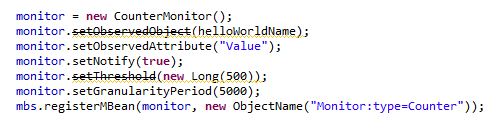 monitor = new CounterMonitor();
monitor.setObservedObject(helloWorldName);
monitor.setObservedAttribute("Value");
monitor.setNotify(true);
monitor.setThreshold(new Long(500));
monitor.setGranularityPeriod(5000);
mbs.registerMBean(monitor, new ObjectName("Monitor:type=Counter"));